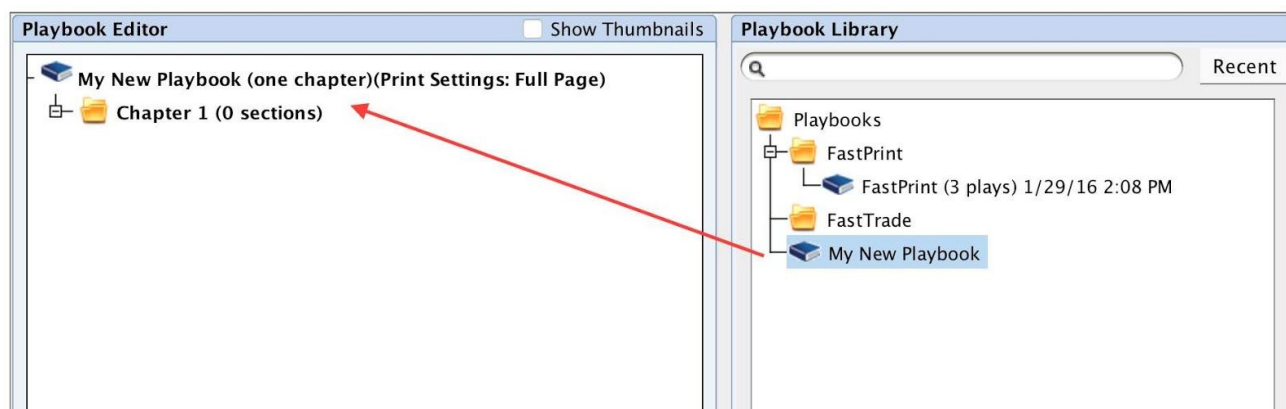 Playbook Editor
Show Thumbnails
My New Playbook (one chapter)(Print Settings: Full Page)
Chapter 1 (0 sections)
Playbook Library
Recent
Playbooks
FastPrint
FastPrint (3 plays) 1/29/16 2:08 PM
FastTrade
My New Playbook